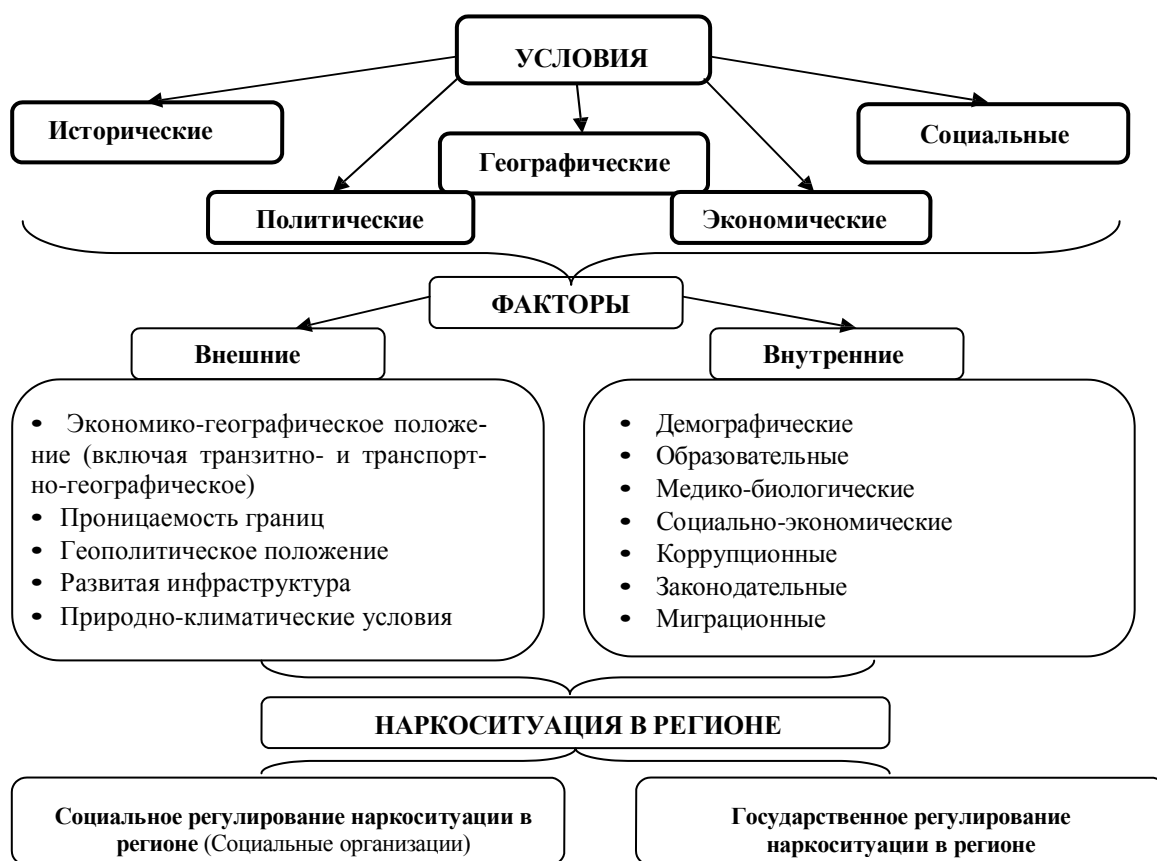 УСЛОВИЯ
Исторические
Социальные
Географические
Политические
Экономические
ФАКТОРЫ
Внешние
Внутренние
• Экономико-географическое положе-
ние (включая транзитно- и транспорт-
но-географическое)
• Проницаемость границ
• Геополитическое положение
• Развитая инфраструктура
• Природно-климатические условия
• Демографические
• Образовательные
• Медико-биологические
• Социально-экономические
• Коррупционные
• Законодательные
• Миграционные
НАРКОСИТУАЦИЯ В РЕГИОНЕ
Социальное регулирование наркоситуации в
регионе (Социальные организации)
Государственное регулирование
наркоситуации в регионе